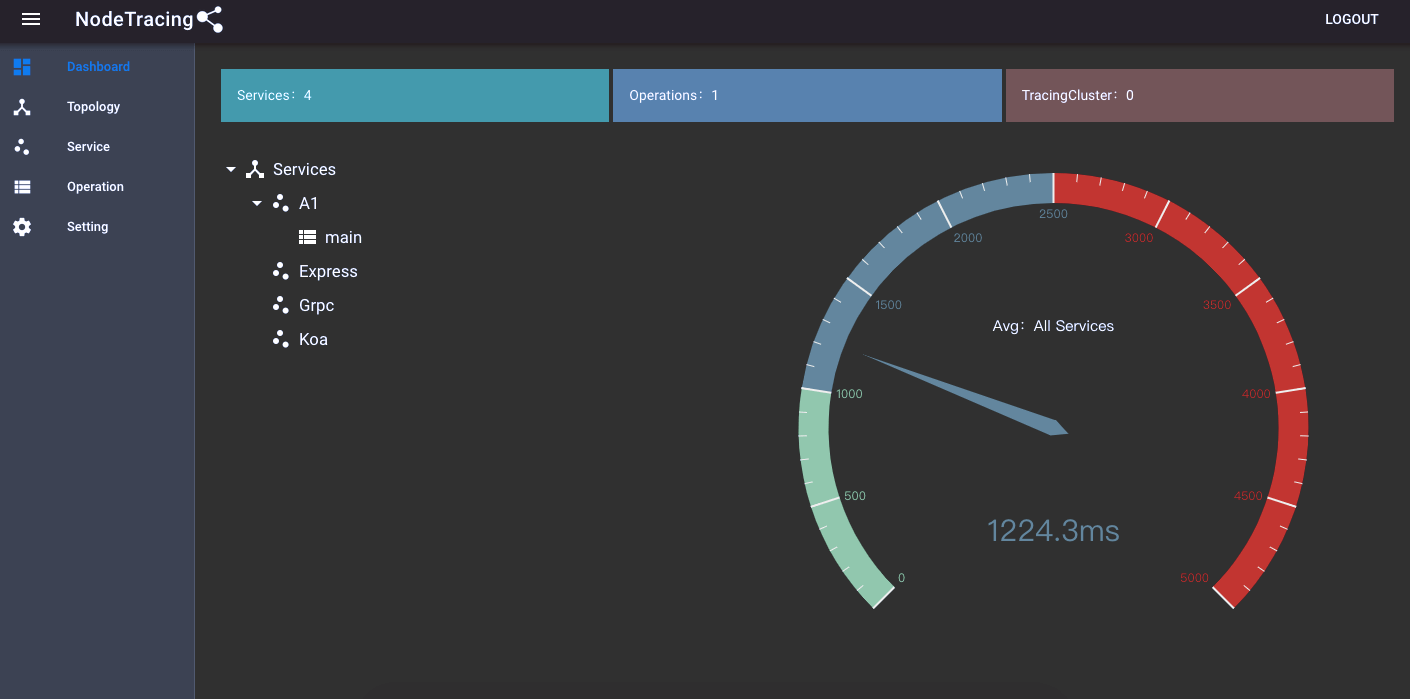 NodeTracing
LOGOUT
Dashboard
Topology
Service
Operation
Setting
Services：4
Operations：1
TracingCluster：0
Services
A1
main
Express
Grpc
Koa
0
500
1000
1500
2000
2500
3000
3500
4000
4500
5000
Avg：All Services
1224.3ms